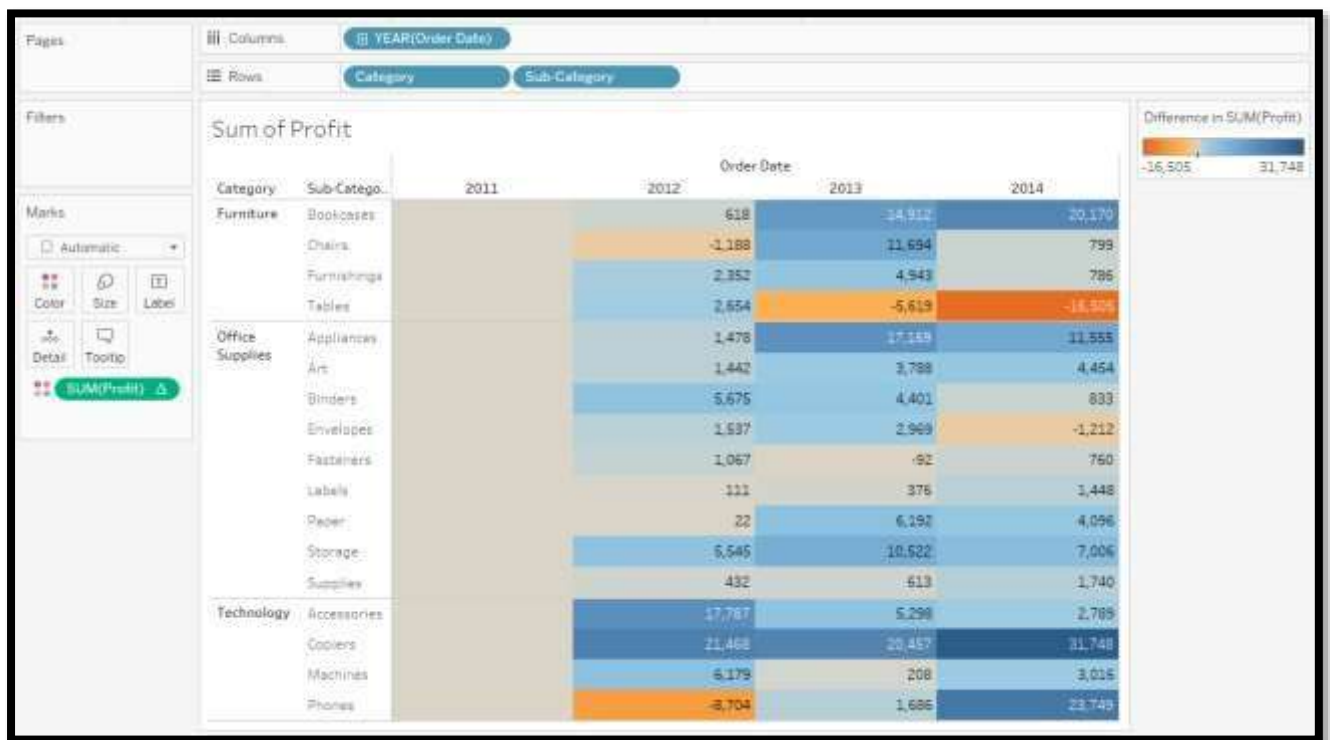 Pages
Columns
YEAR(Order Date)
Rows
Category Sub-Category
Filters
Marks
Automatic
Color Size Label
Detail Tooltip
SUM(Profit) Δ
Sum of Profit
Order Date
Category Sub-Catego.. 2011 2012 2013 2014
Furniture Bookcases 618 14,912 20,170
Chairs -1,188 11,694 799
Furnishings 2,352 4,943 786
Tables 2,654 -5,619 -16,505
Office Supplies Appliances 1,478 17,169 11,555
Art 1,442 3,788 4,454
Binders 5,675 4,401 833
Envelopes 1,537 2,969 -1,212
Fasteners 1,067 -92 760
Labels 111 376 1,448
Paper 22 6,192 4,096
Storage 5,545 10,522 7,006
Supplies 432 613 1,740
Technology Accessories 17,787 5,298 2,789
Copiers 21,468 20,457 31,748
Machines 6,179 208 3,016
Phones -8,704 1,686 23,749
Difference in SUM(Profit)
-16,505 31,748